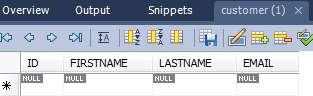 Overview Output Snippets customer (1)
ID FIRSTNAME LASTNAME EMAIL
NULL NULL NULL NULL